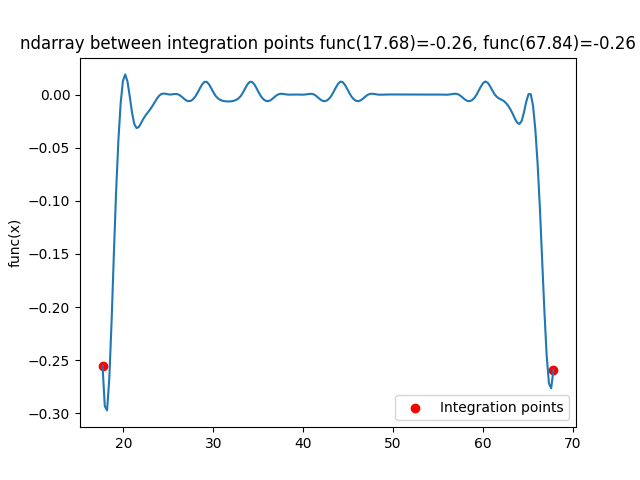 ndarray between integration points func(17.68)=-0.26, func(67.84)=-0.26
0.00
−0.05
−0.10
−0.15
−0.20
−0.25
−0.30
func(x)
Integration points
20 30 40 50 60 70